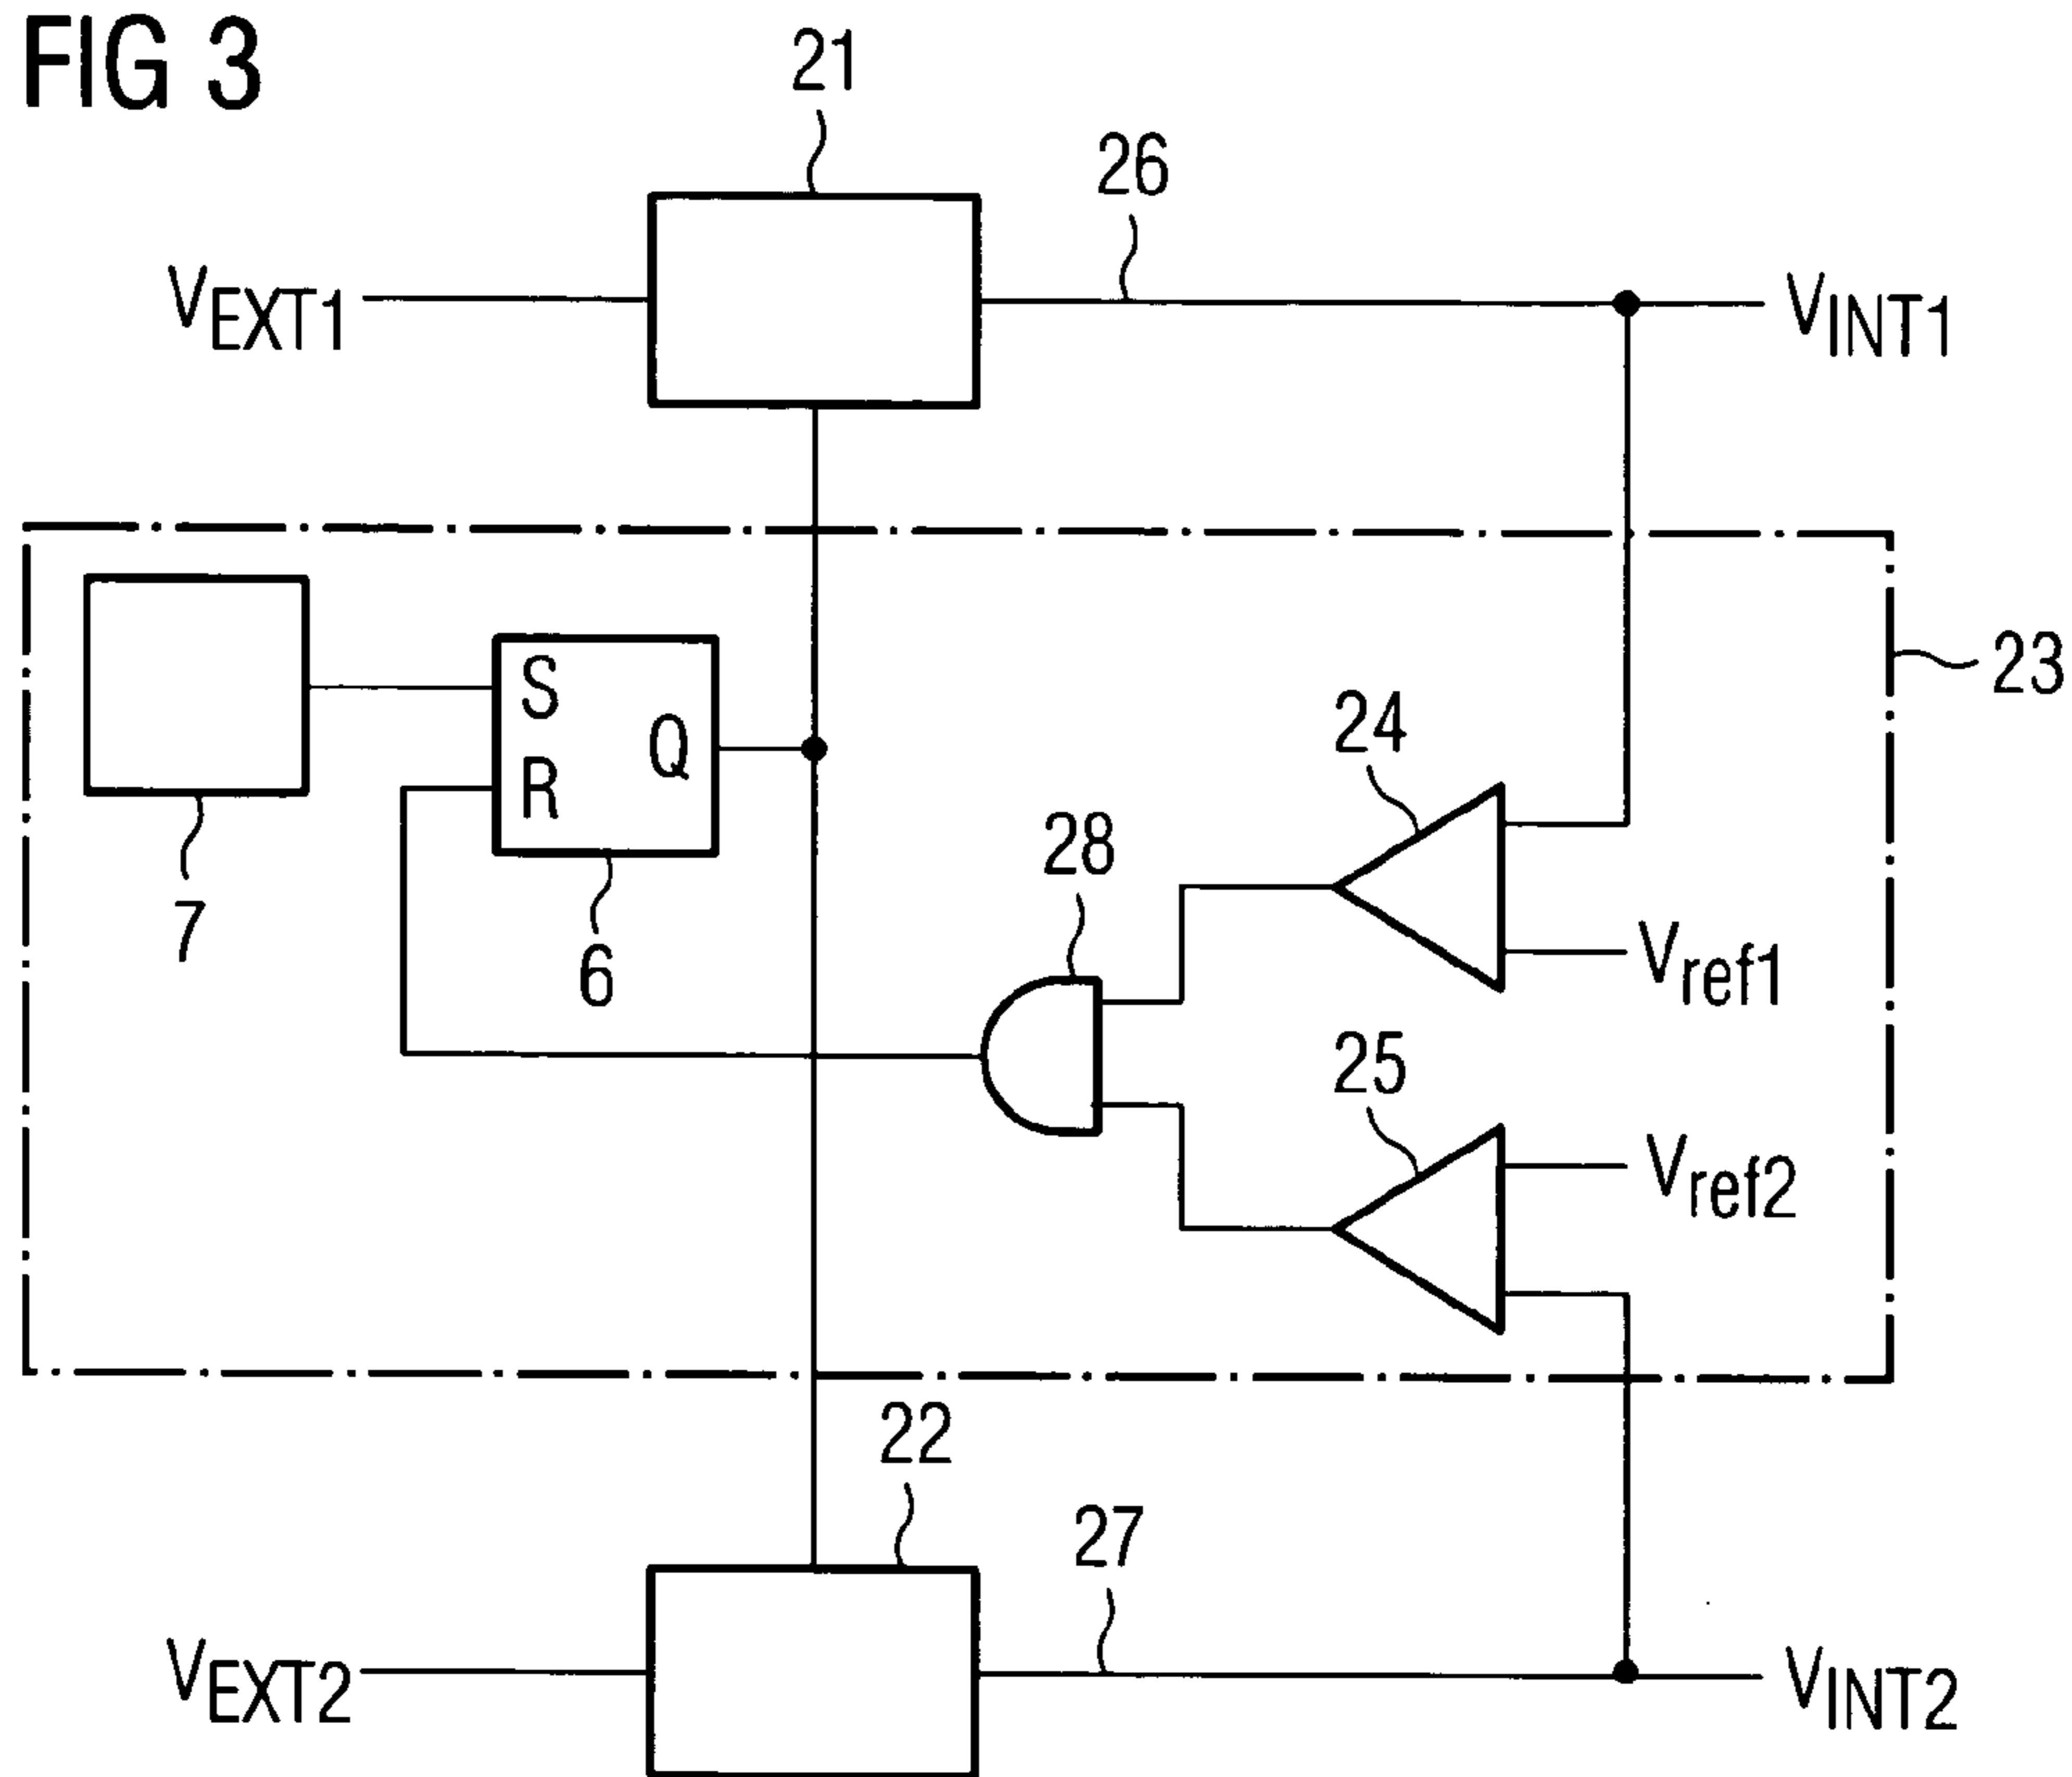 FIG 3
21
26
VEXT1
VINT1
23
S
Q
R
24
28
7
6
Vref1
25
Vref2
22
27
VEXT2
VINT2